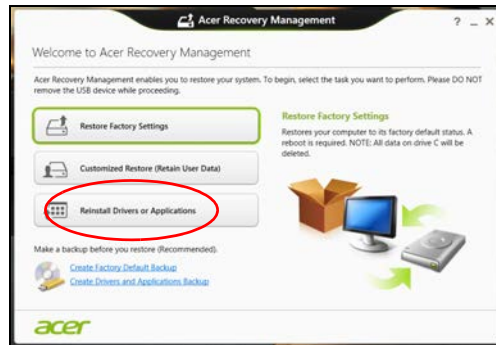 Acer Recovery Management
Welcome to Acer Recovery Management
Acer Recovery Management enables you to restore your system. To begin, select the task you want to perform. Please DO NOT
remove the USB device while proceeding.
Restore Factory Settings
Customized Restore (Retain User Data)
Reinstall Drivers or Applications
Restore Factory Settings
Restores your computer to its factory default status. A
reboot is required. NOTE: All data on drive C will be
deleted.
Make a backup before you restore (Recommended).
Create Factory Default Backup
Create Drivers and Applications Backup
acer